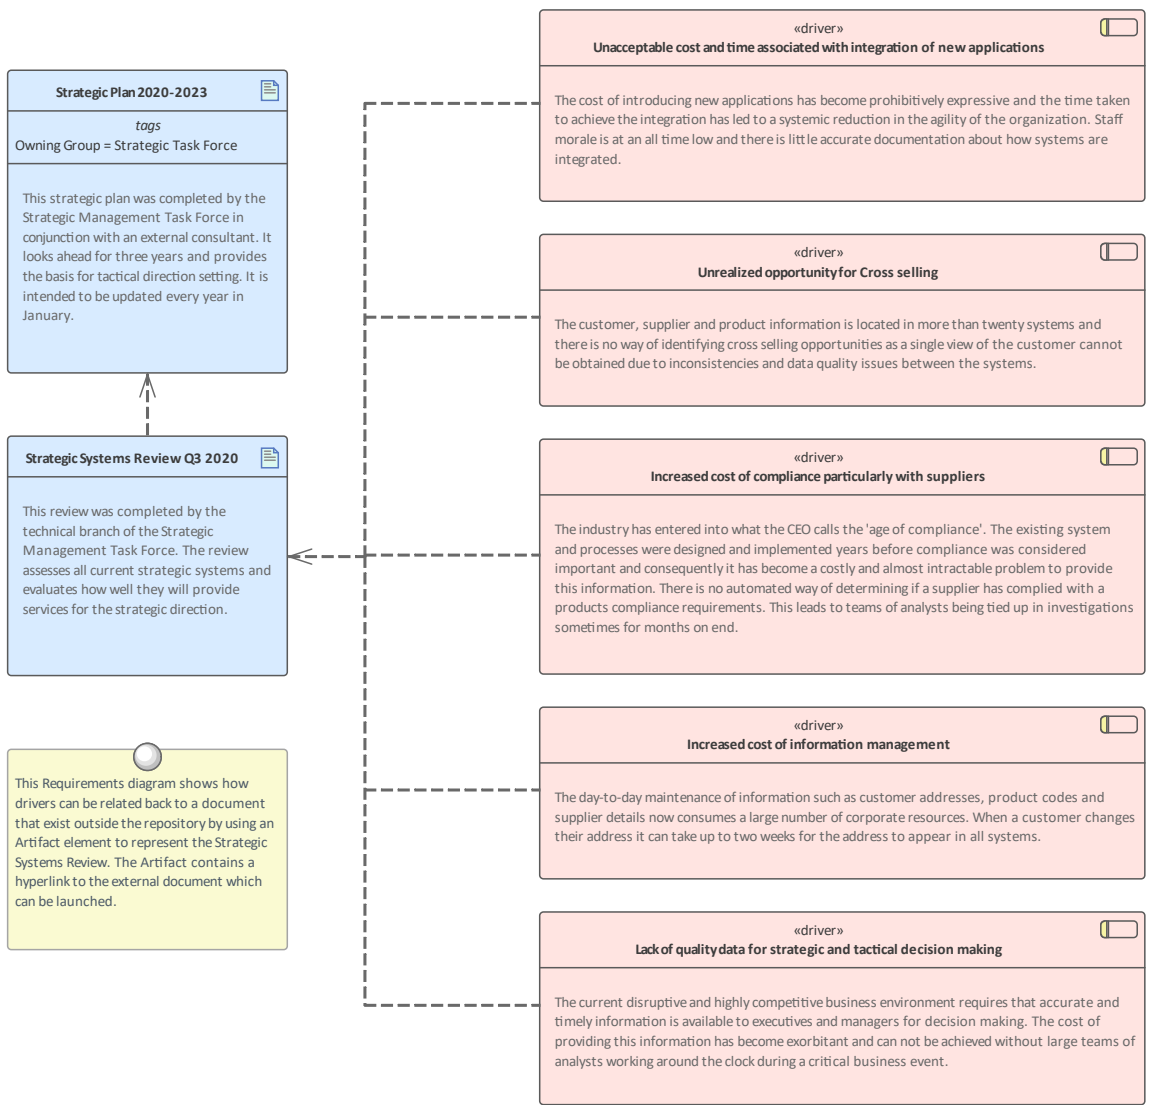 Strategic Plan 2020-2023
tags
Owning Group = Strategic Task Force
This strategic plan was completed by the
Strategic Management Task Force in
conjunction with an external consultant. It
looks ahead for three years and provides
the basis for tactical direction setting. It is
intended to be updated every year in
January.
Strategic Systems Review Q3 2020
This review was completed by the
technical branch of the Strategic
Management Task Force. The review
assesses all current strategic systems and
evaluates how well they will provide
services for the strategic direction.
This Requirements diagram shows how
drivers can be related back to a document
that exist outside the repository by using an
Artifact element to represent the Strategic
Systems Review. The Artifact contains a
hyperlink to the external document which
can be launched.
«driver»
Unacceptable cost and time associated with integration of new applications
The cost of introducing new applications has become prohibitively expressive and the time taken
to achieve the integration has led to a systemic reduction in the agility of the organization. Staff
morale is at an all time low and there is little accurate documentation about how systems are
integrated.
«driver»
Unrealized opportunity for Cross selling
The customer, supplier and product information is located in more than twenty systems and
there is no way of identifying cross selling opportunities as a single view of the customer cannot
be obtained due to inconsistencies and data quality issues between the systems.
«driver»
Increased cost of compliance particularly with suppliers
The industry has entered into what the CEO calls the 'age of compliance'. The existing system
and processes were designed and implemented years before compliance was considered
important and consequently it has become a costly and almost intractable problem to provide
this information. There is no automated way of determining if a supplier has complied with a
products compliance requirements. This leads to teams of analysts being tied up in investigations
sometimes for months on end.
«driver»
Increased cost of information management
The day-to-day maintenance of information such as customer addresses, product codes and
supplier details now consumes a large number of corporate resources. When a customer changes
their address it can take up to two weeks for the address to appear in all systems.
«driver»
Lack of quality data for strategic and tactical decision making
The current disruptive and highly competitive business environment requires that accurate and
timely information is available to executives and managers for decision making. The cost of
providing this information has become exorbitant and can not be achieved without large teams of
analysts working around the clock during a critical business event.